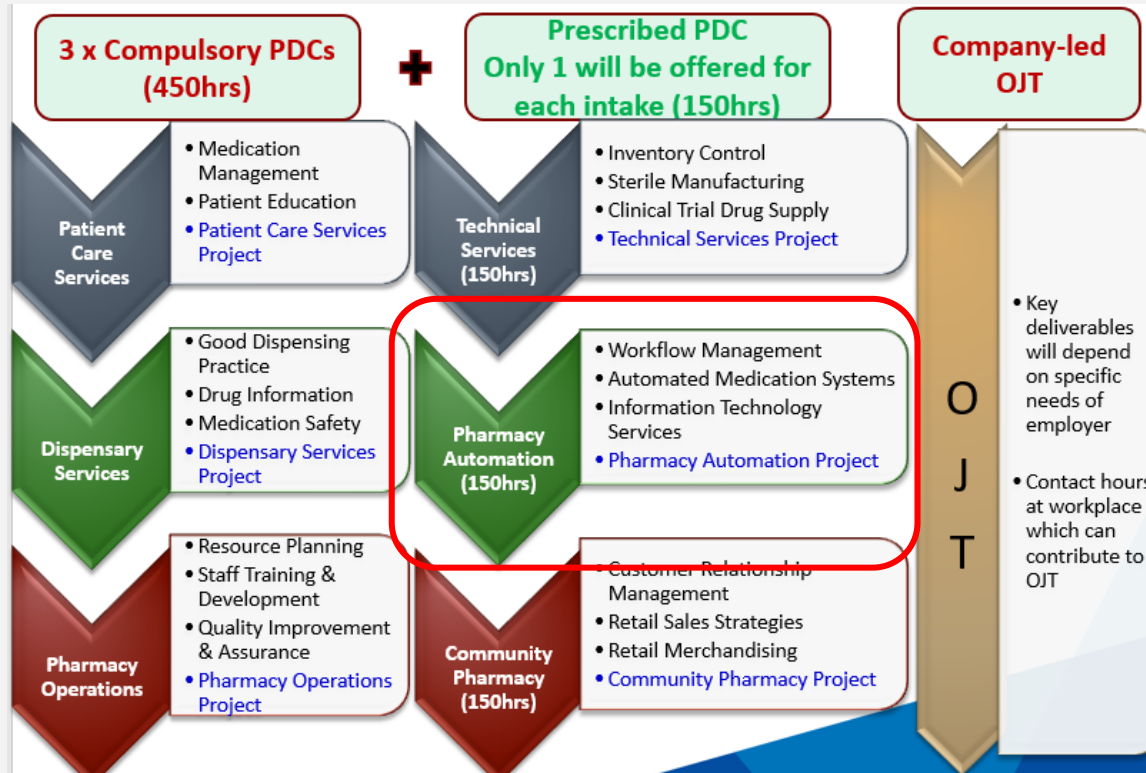 3 x Compulsory PDCs
(450hrs)
+
Prescribed PDC
Only 1 will be offered for
each intake (150hrs)
Company-led
OJT
Patient
Care
Services
• Medication
Management
• Patient Education
• Patient Care Services
Project
Technical
Services
(150hrs)
• Inventory Control
• Sterile Manufacturing
• Clinical Trial Drug Supply
• Technical Services Project
Dispensary
Services
• Good Dispensing
Practice
• Drug Information
• Medication Safety
• Dispensary Services
Project
Pharmacy
Automation
(150hrs)
• Workflow Management
• Automated Medication Systems
• Information Technology
Services
• Pharmacy Automation Project
Pharmacy
Operations
• Resource Planning
• Staff Training &
Development
• Quality Improvement
& Assurance
• Pharmacy Operations
Project
Community
Pharmacy
(150hrs)
• Customer Relationship
Management
• Retail Sales Strategies
• Retail Merchandising
• Community Pharmacy Project
O
J
T
• Key
deliverables
will depend
on specific
needs of
employer
• Contact hours
at workplace
which can
contribute to
OJT